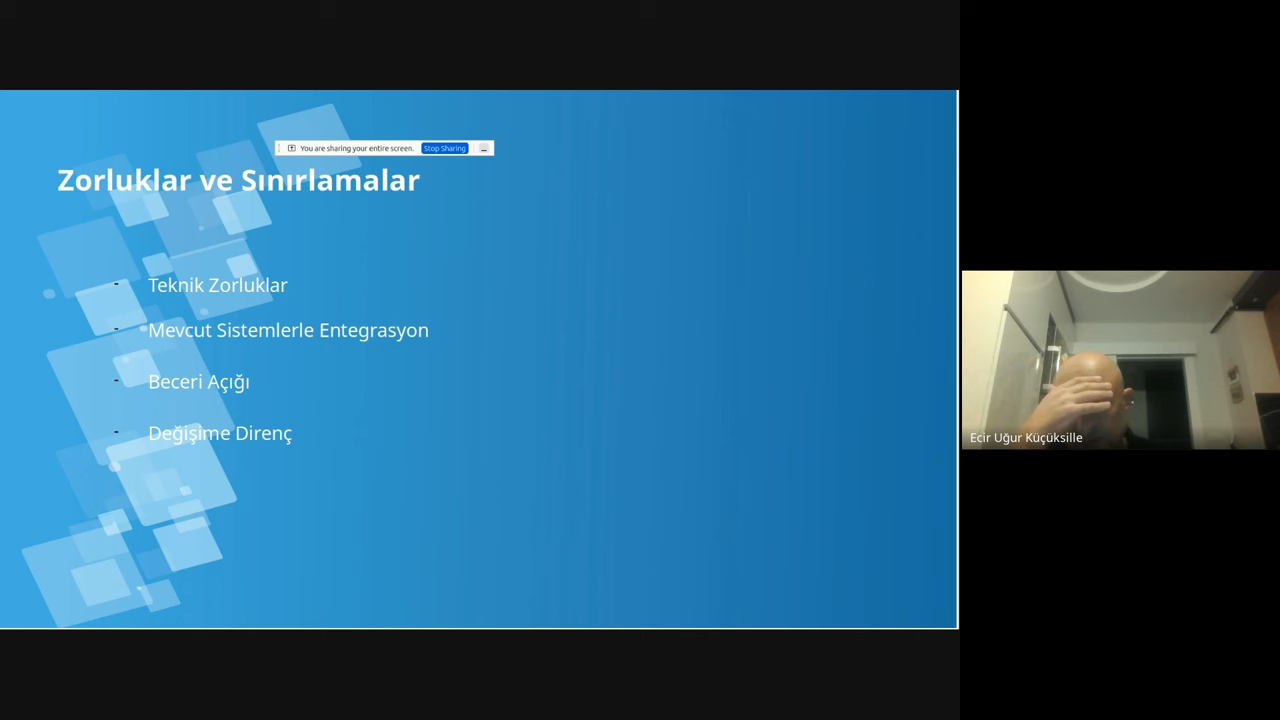 You are sharing your entire screen. Stop Sharing
Zorluklar ve Sınırlamalar
- Teknik Zorluklar
- Mevcut Sistemlerle Entegrasyon
- Beceri Açığı
- Değişime Direnç
Ecir Uğur Küçüksille